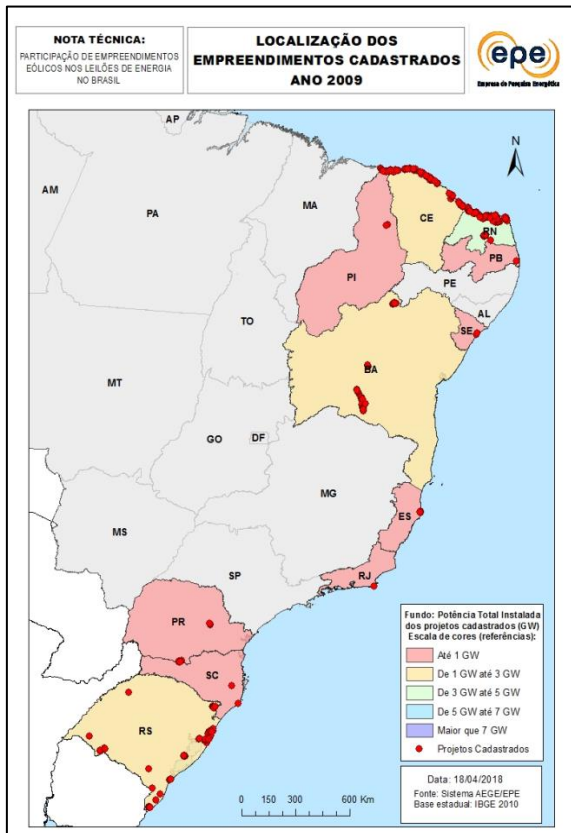 NOTA TÉCNICA:
PARTICIPAÇÃO DE EMPREENDIMENTOS
EÓLICOS NOS LEILÕES DE ENERGIA
NO BRASIL
LOCALIZAÇÃO DOS
EMPREENDIMENTOS CADASTRADOS
ANO 2009
epe
Empresa de Pesquisa Energética
N
AP
AM
PA
MA
CE
RN
PB
PI
PE
AL
TO
SE
MT
BA
GO
DF
MG
MS
ES
SP
RJ
PR
SC
RS
Fundo: Potência Total Instalada
dos projetos cadastrados (GW)
Escala de cores (referências):
Até 1 GW
De 1 GW até 3 GW
De 3 GW até 5 GW
De 5 GW até 7 GW
Maior que 7 GW
Projetos Cadastrados
Data: 18/04/2018
Fonte: Sistema AEGE/EPE
Base estadual: IBGE 2010
0 150 300 600 Km